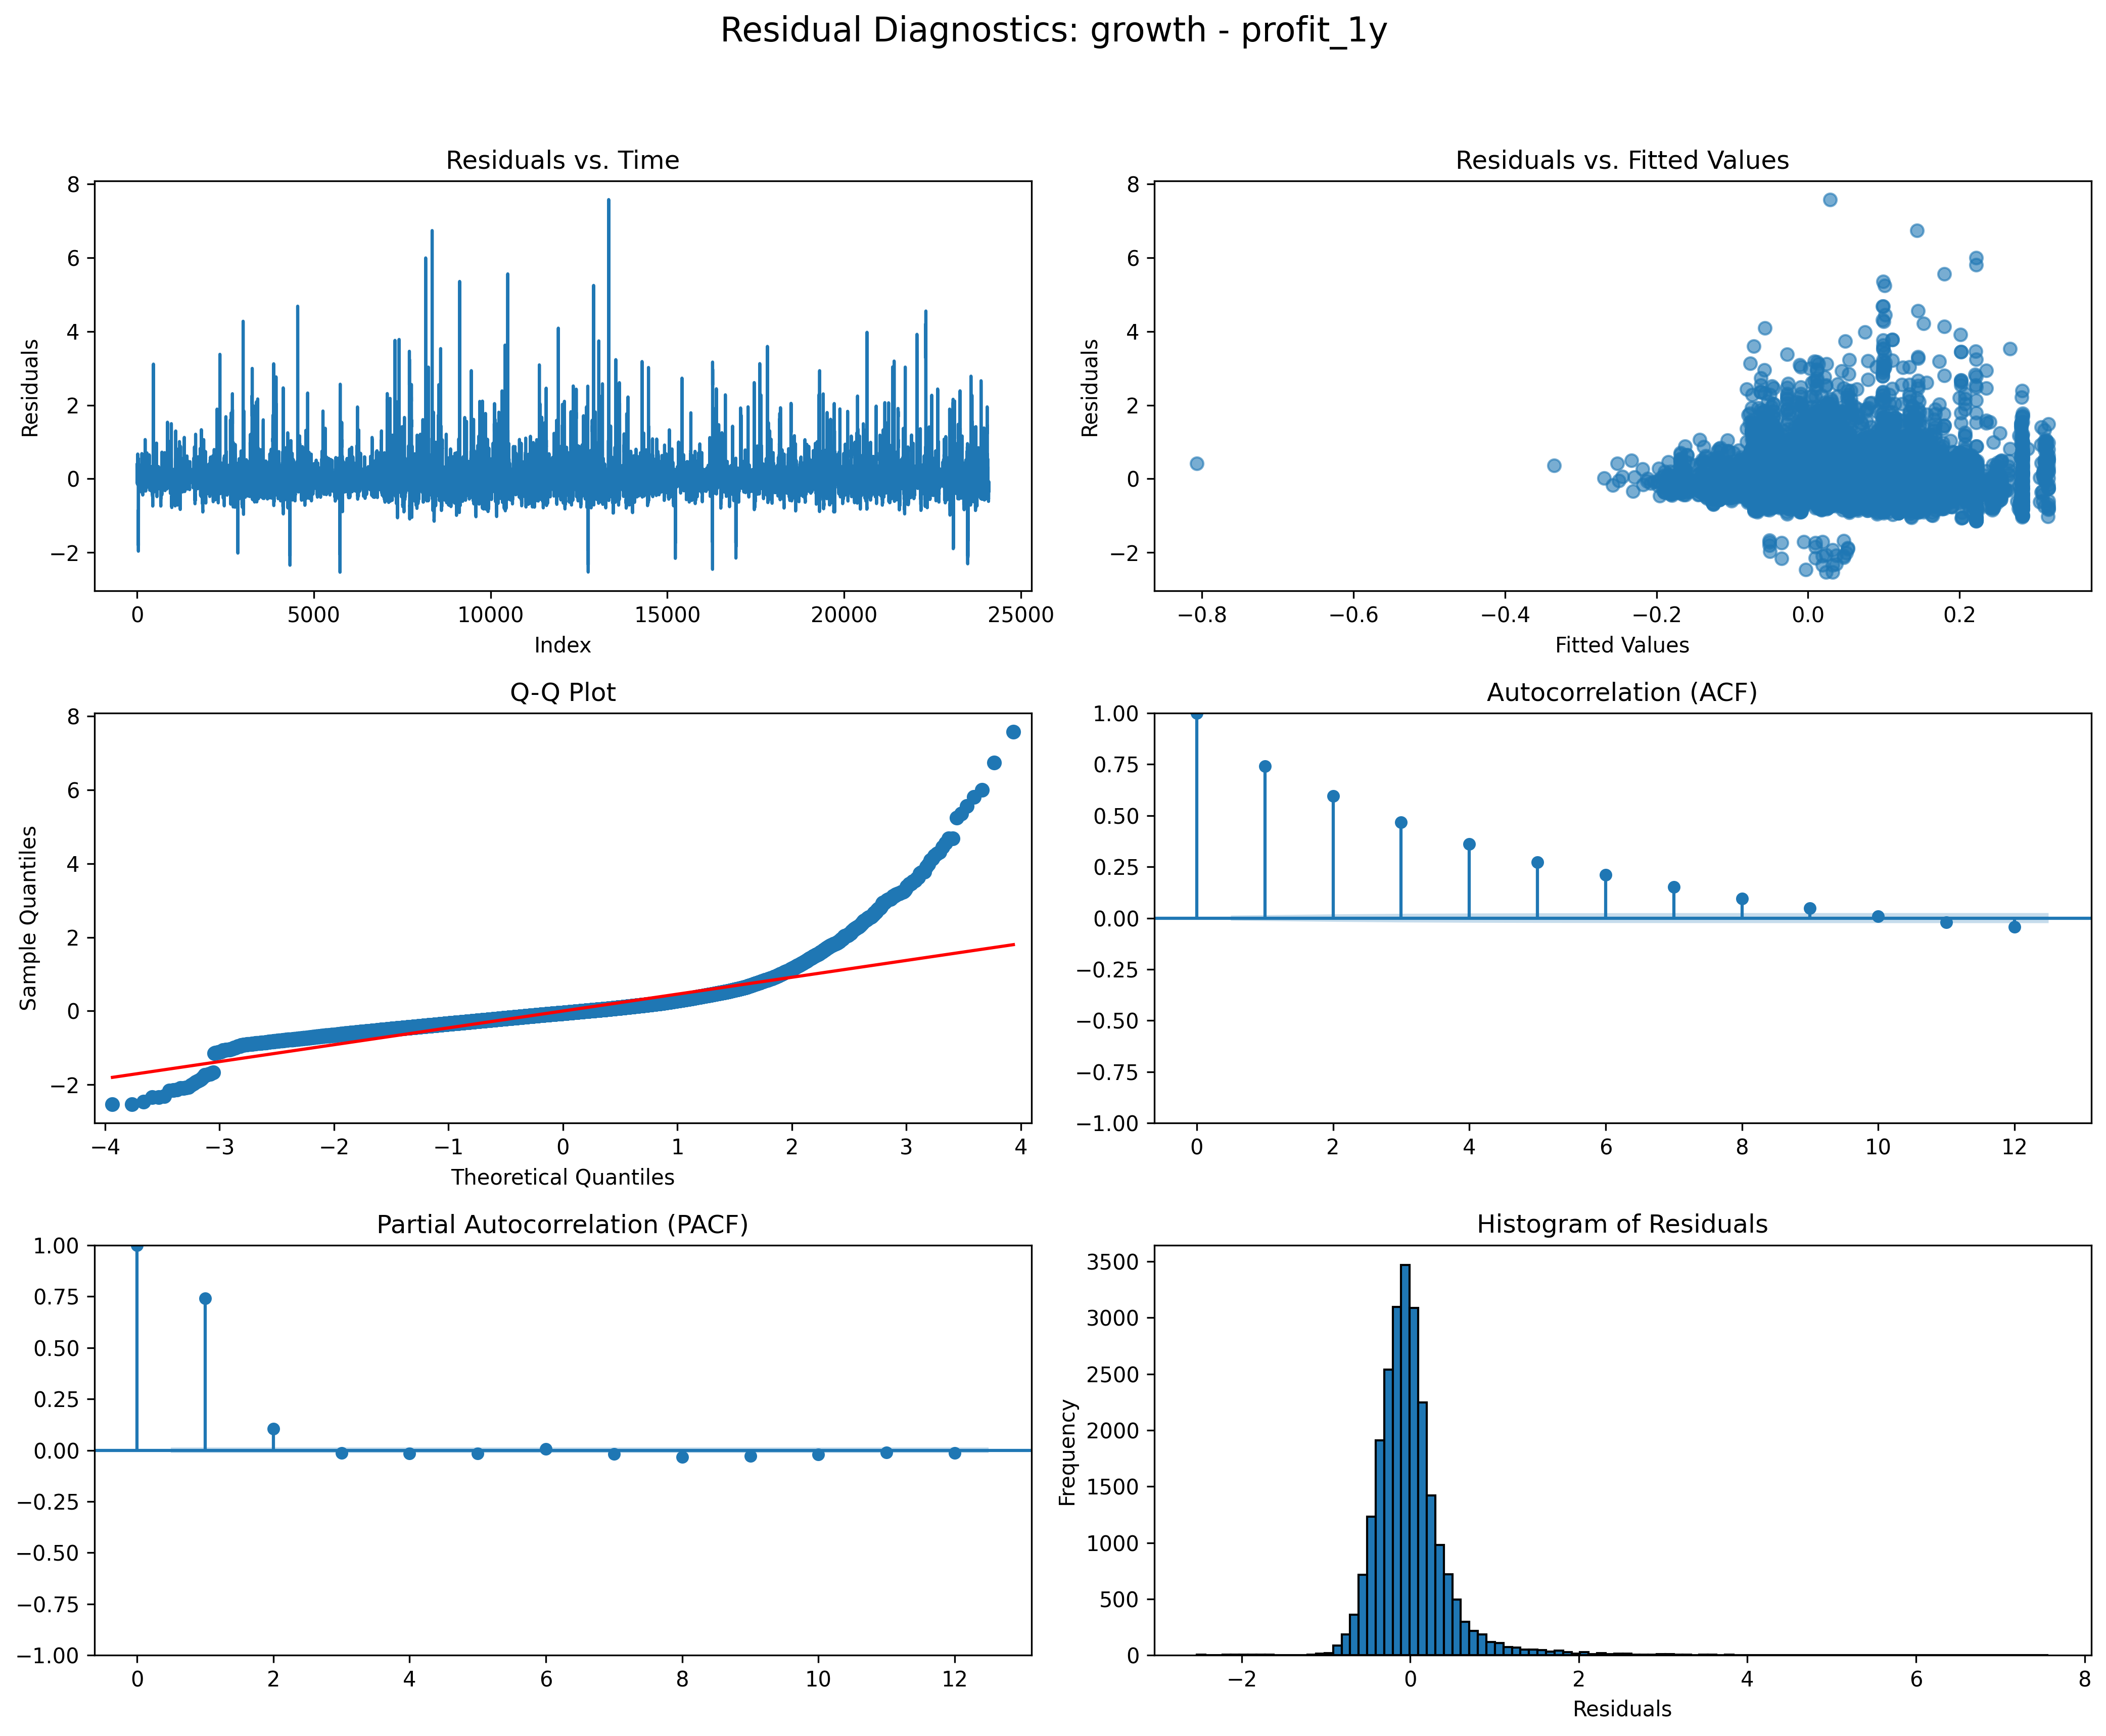 Residual Diagnostics: growth - profit_1y
Residuals vs. Time
8
6
4
2
0
−2
Residuals
0 5000 10000 15000 20000 25000
Index
Residuals vs. Fitted Values
8
6
4
2
0
−2
Residuals
−0.8 −0.6 −0.4 −0.2 0.0 0.2
Fitted Values
Q-Q Plot
8
6
4
2
0
−2
Sample Quantiles
−4 −3 −2 −1 0 1 2 3 4
Theoretical Quantiles
Autocorrelation (ACF)
1.00
0.75
0.50
0.25
0.00
−0.25
−0.50
−0.75
−1.00
0 2 4 6 8 10 12
Partial Autocorrelation (PACF)
1.00
0.75
0.50
0.25
0.00
−0.25
−0.50
−0.75
−1.00
0 2 4 6 8 10 12
Histogram of Residuals
3500
3000
2500
2000
1500
1000
500
0
Frequency
−2 0 2 4 6 8
Residuals